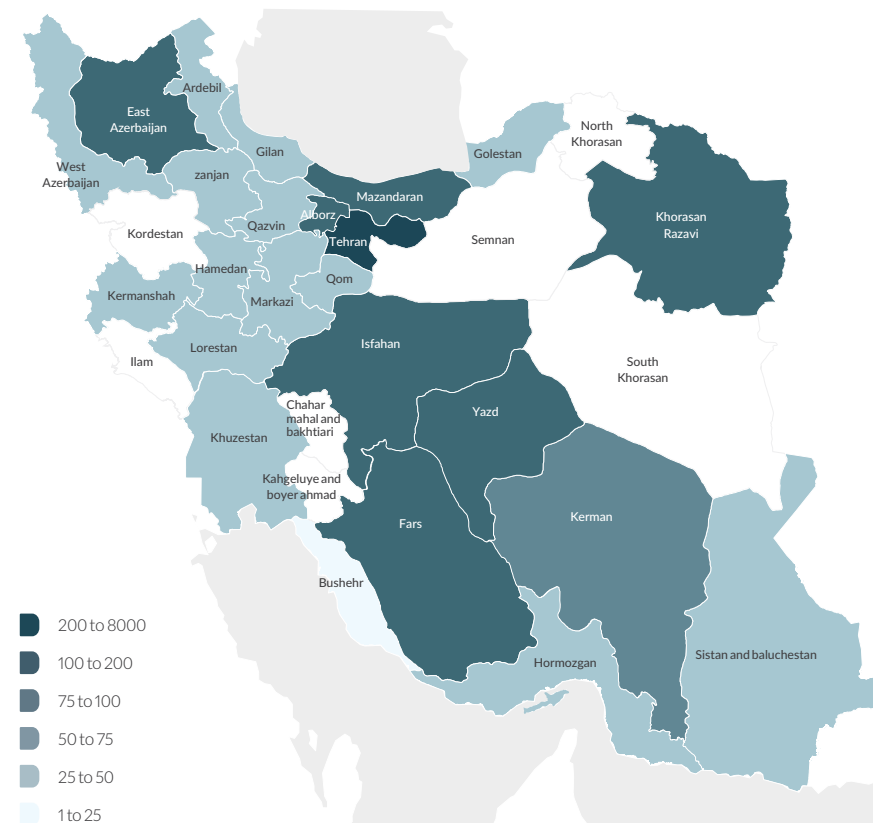 Ardebil
East
Azerbaijan
North
Khorasan
Gilan
Golestan
West
Azerbaijan
zanjan
Mazandaran
Alborz
Khorasan
Razavi
Kordestan
Qazvin
Tehran
Semnan
Hamedan
Qom
Kermanshah
Markazi
Isfahan
Lorestan
Ilam
South
Khorasan
Chahar
mahal and
bakhtiari
Yazd
Khuzestan
Kahgeluye and
boyer ahmad
Fars
Kerman
Bushehr
Hormozgan
Sistan and baluchestan
200 to 8000
100 to 200
75 to 100
50 to 75
25 to 50
1 to 25